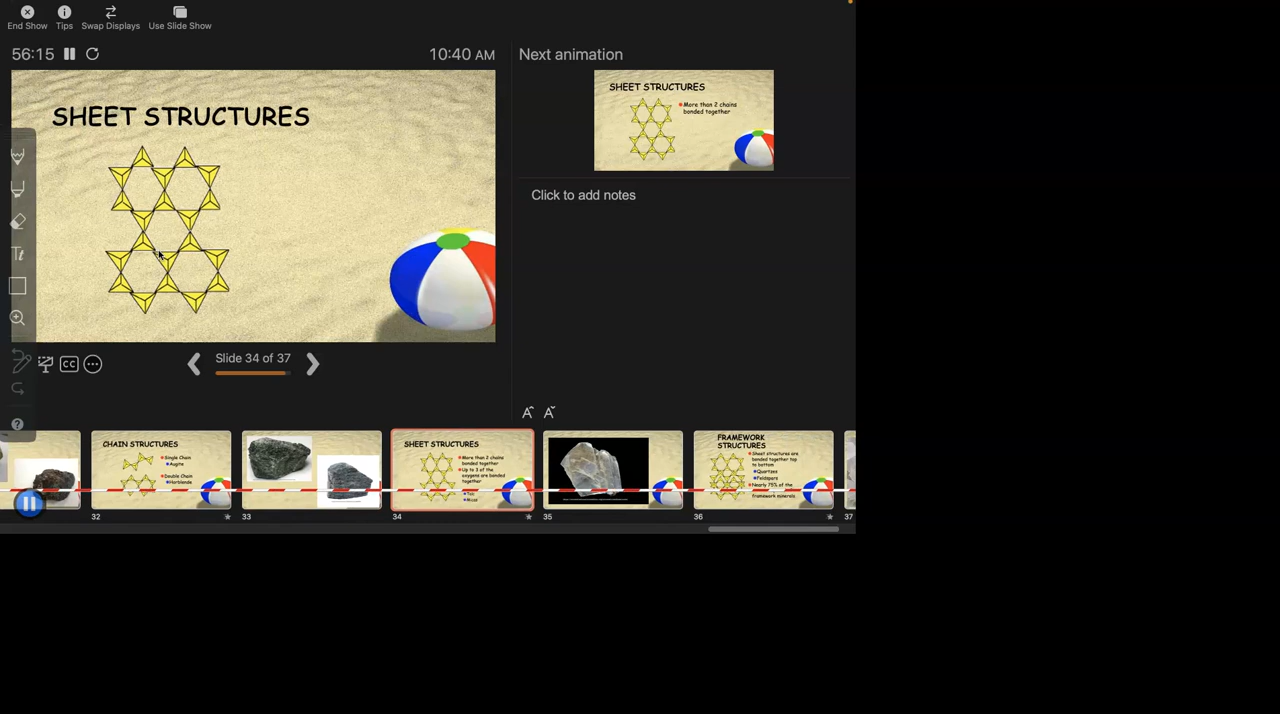 End Show
Tips
Swap Displays
Use Slide Show
56:15
10:40 AM
Next animation
SHEET STRUCTURES
SHEET STRUCTURES
More than 2 chains
bonded together
Click to add notes
Tt
CC
Slide 34 of 37
?
A^ A˅
CHAIN STRUCTURES
Single Chain
Augite
Double Chain
Hornblende
32
33
SHEET STRUCTURES
More than 2 chains
bonded together
Up to 3 of the
oxygens are bonded
together
Talc
Micas
34
35
FRAMEWORK
STRUCTURES
Sheet structures are
bonded together top
to bottom
Quartzes
Feldspars
Nearly 75% of the
framework minerals
36
37